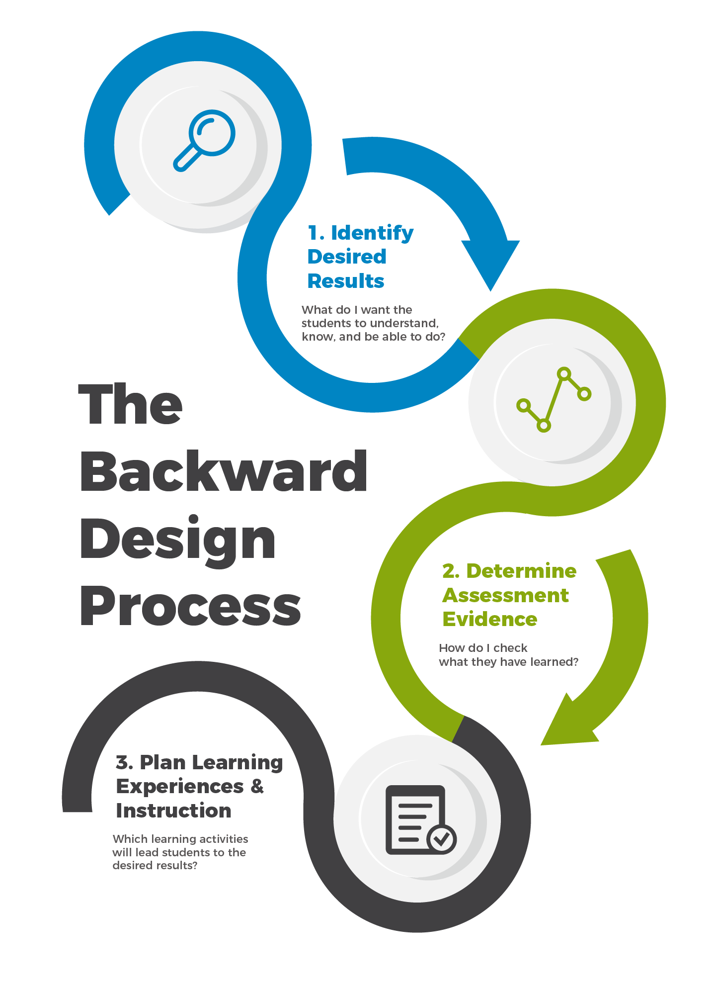 The
Backward
Design
Process
1. Identify
Desired
Results
What do I want the
students to understand,
know, and be able to do?
2. Determine
Assessment
Evidence
How do I check
what they have learned?
3. Plan Learning
Experiences &
Instruction
Which learning activities
will lead students to the
desired results?